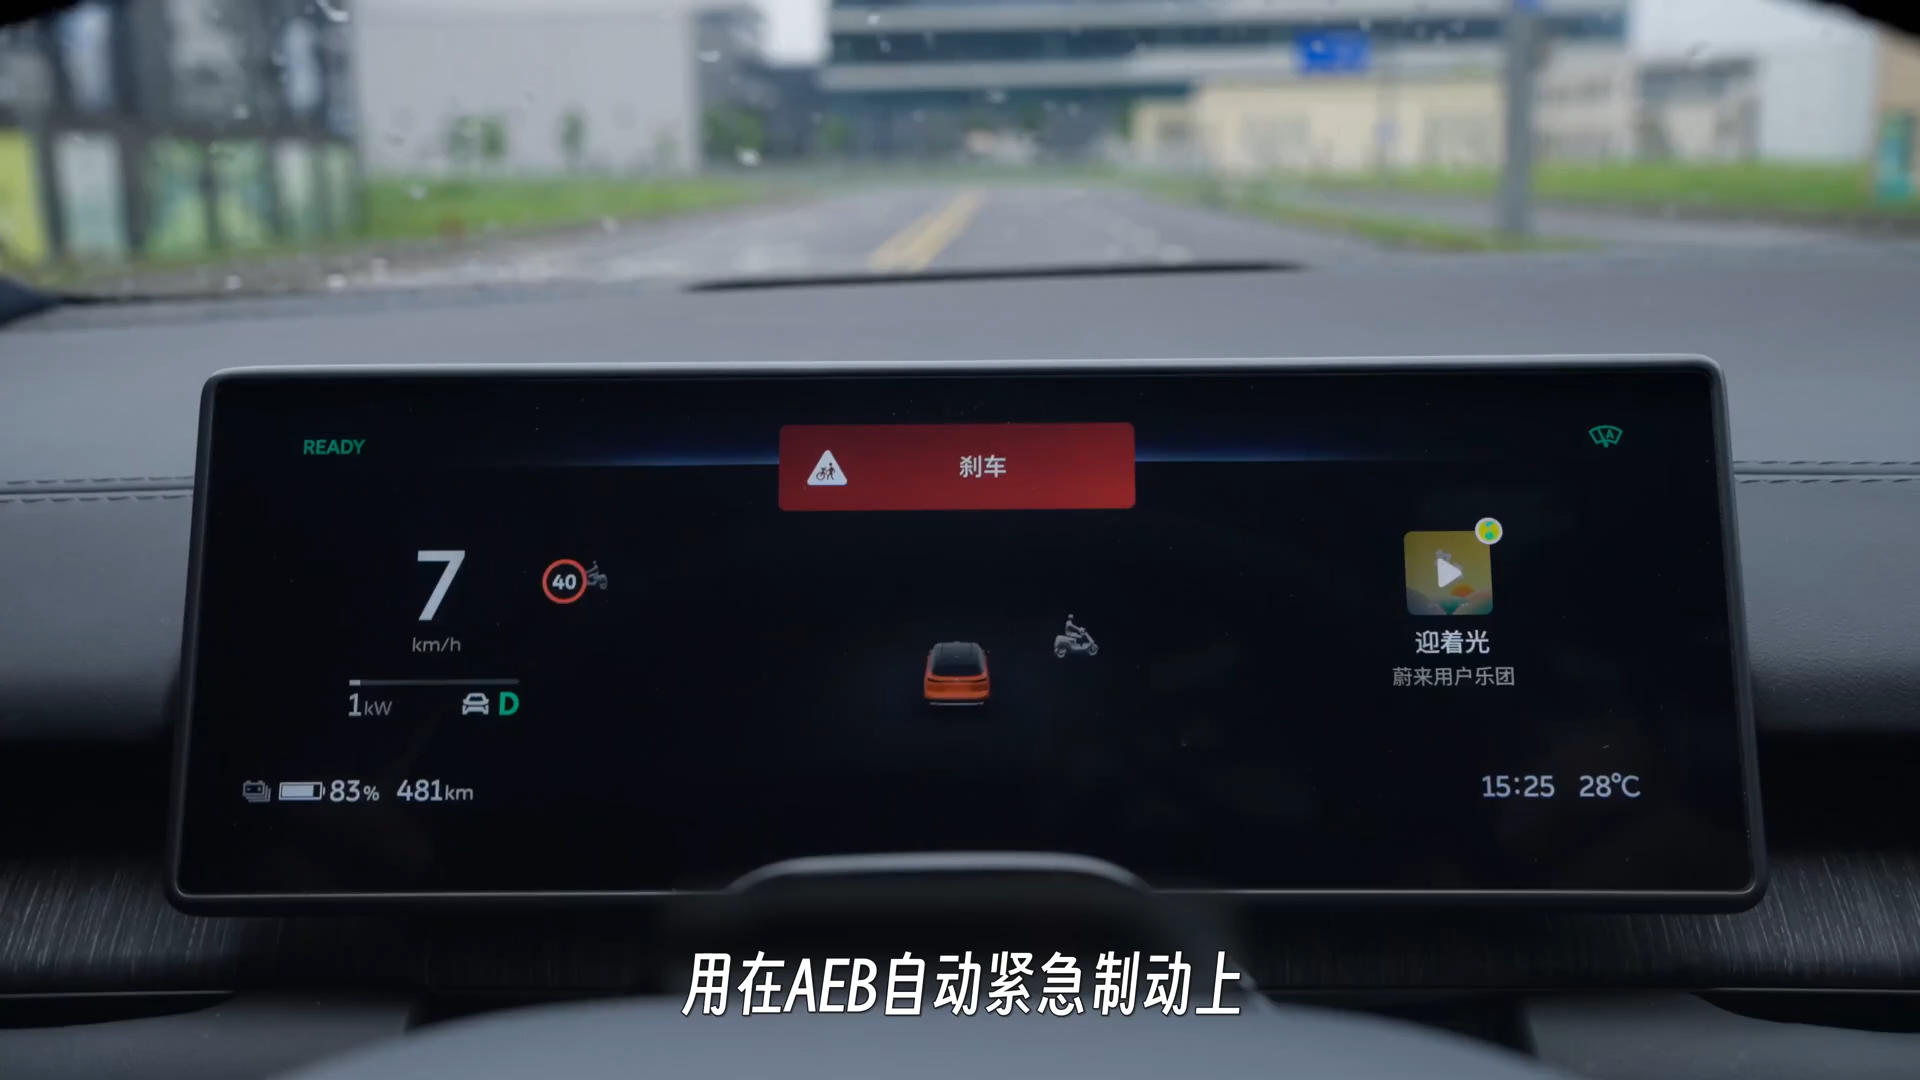 READY
刹车
7
km/h
40
1kW
D
83% 481km
迎着光
蔚来用户乐团
15:25 28℃
用在AEB自动紧急制动上